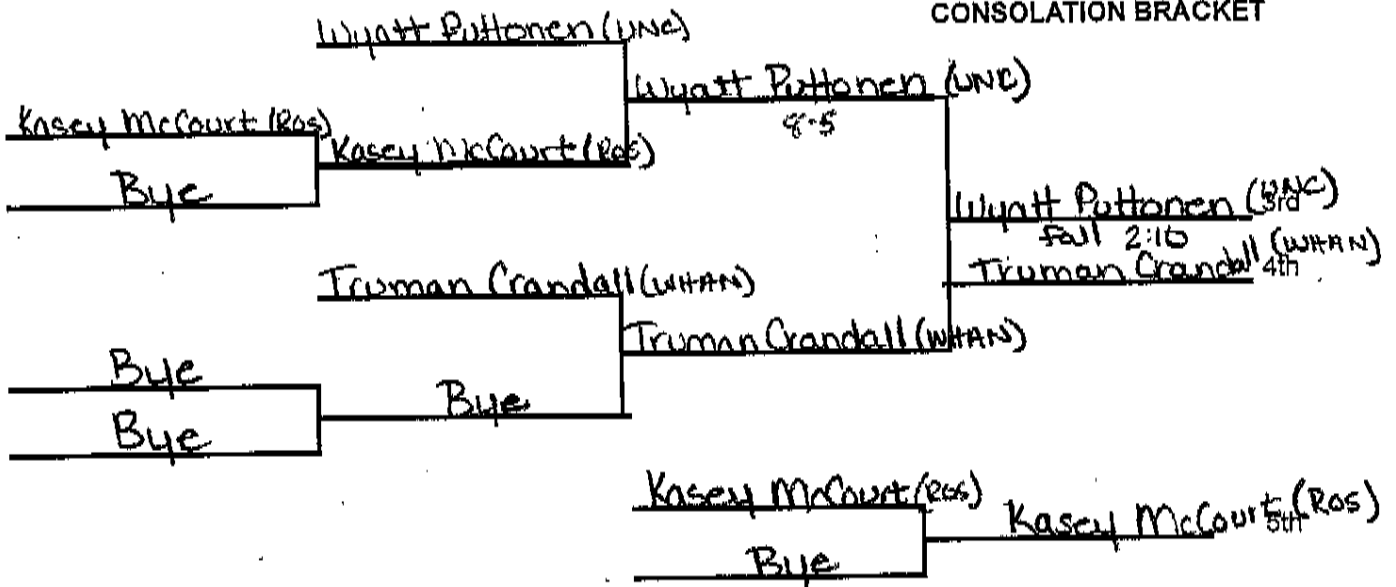 CONSOLATION BRACKET
Wyatt Puttonen (UNC)
Wyatt Puttonen (UNC)
8-5
Kasey McCourt (Ros)
Kasey McCourt (Ros)
Bye
Wyatt Puttonen (UNC)
3rd
fall 2:16
Truman Crandall (WHAN)
4th
Truman Crandall (WHAN)
Truman Crandall (WHAN)
Bye
Bye
Bye
Kasey McCourt (Ros)
Kasey McCourt (Ros)
5th
Bye